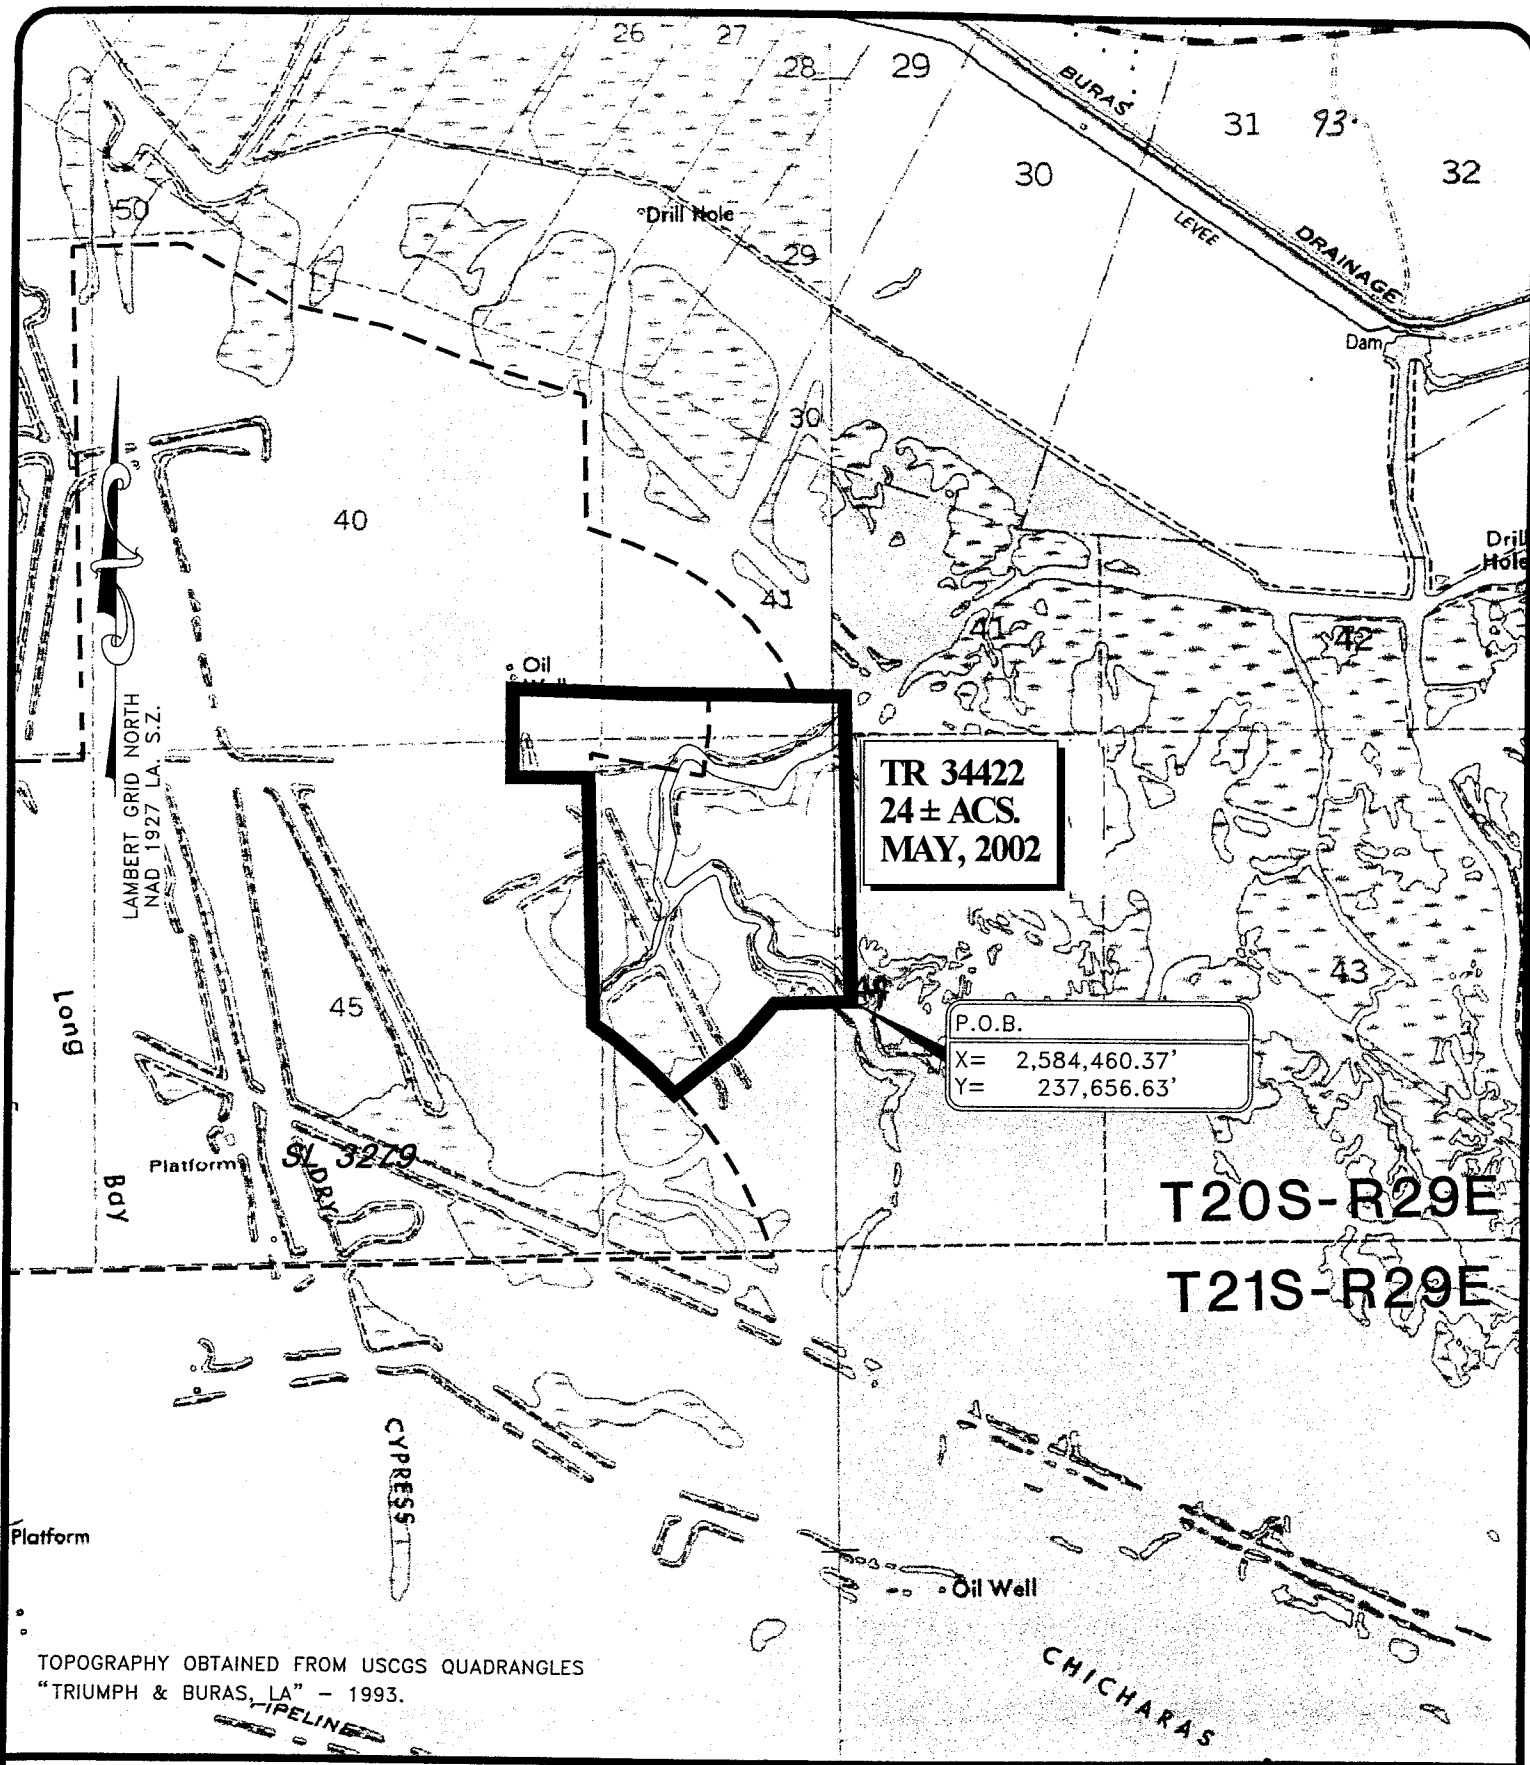 26
27
28
29
BURAS
31
93
32
30
50
Drill Hole
LEVEE
29
DRAINAGE
Dam
30
40
Drill
Hole
41
41
42
Oil
LAMBERT GRID NORTH
NAD 1927 LA. S.Z.
TR 34422
24 ± ACS.
MAY, 2002
43
45
49
Long
Bay
P.O.B.
X= 2,584,460.37'
Y= 237,656.63'
Platform
SL 3279
DRY
T20S-R29E
T21S-R29E
CYPRESS
Platform
Oil Well
CHICHARAS
TOPOGRAPHY OBTAINED FROM USCGS QUADRANGLES
"TRIUMPH & BURAS, LA" – 1993.
PIPELINE